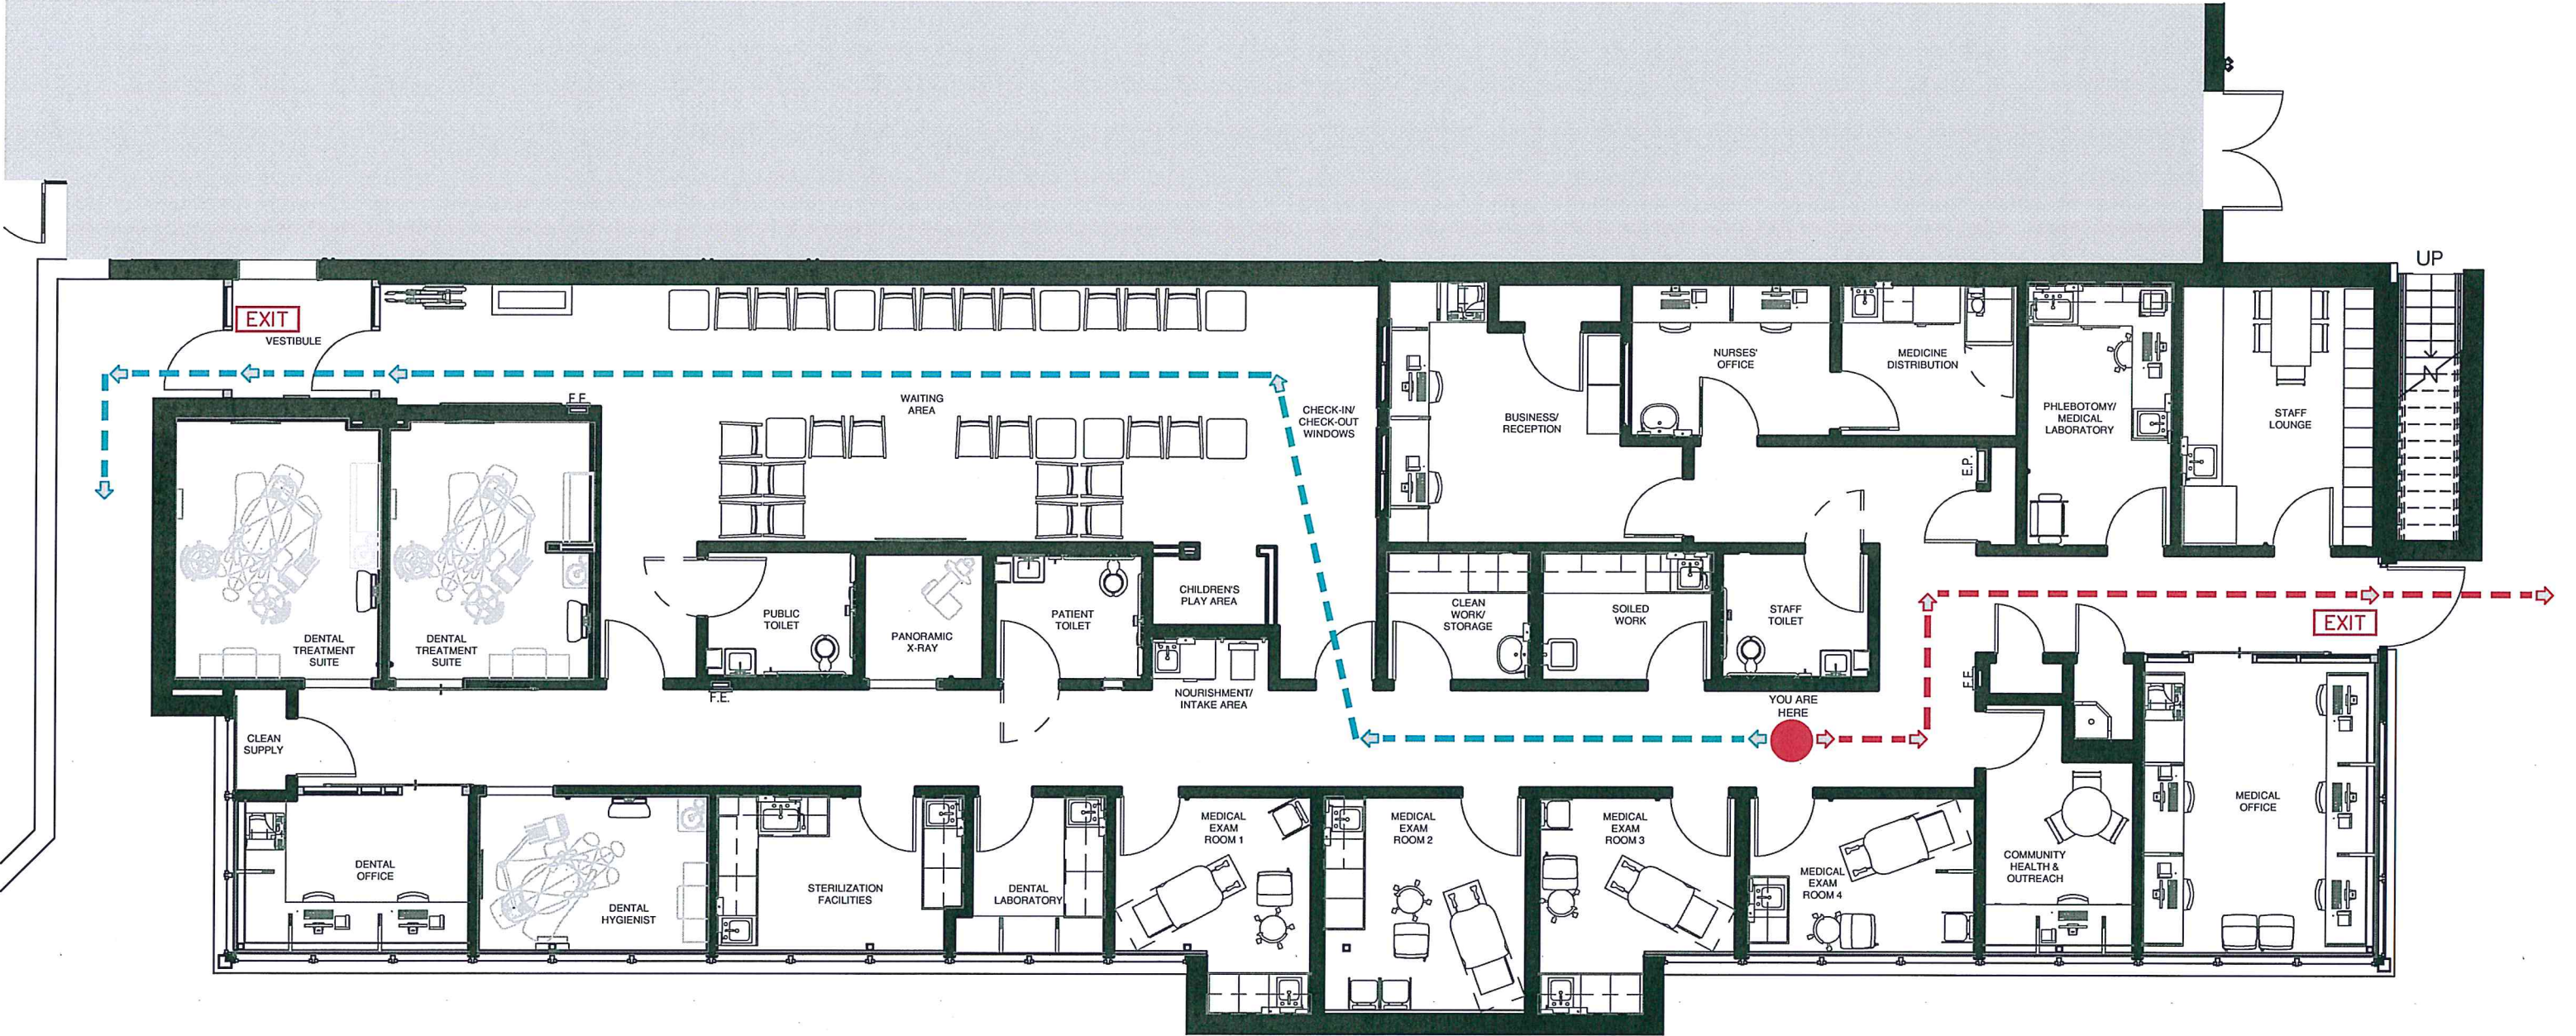 UP
EXIT
VESTIBULE
F.E.
WAITING
AREA
CHECK-IN/
CHECK-OUT
WINDOWS
BUSINESS/
RECEPTION
NURSES'
OFFICE
MEDICINE
DISTRIBUTION
E.P.
PHLEBOTOMY/
MEDICAL
LABORATORY
STAFF
LOUNGE
DENTAL
TREATMENT
SUITE
DENTAL
TREATMENT
SUITE
PUBLIC
TOILET
PANORAMIC
X-RAY
PATIENT
TOILET
CHILDREN'S
PLAY AREA
NOURISHMENT/
INTAKE AREA
CLEAN
WORK/
STORAGE
SOILED
WORK
STAFF
TOILET
EXIT
F.E.
F.E.
YOU ARE
HERE
CLEAN
SUPPLY
DENTAL
OFFICE
DENTAL
HYGIENIST
STERILIZATION
FACILITIES
DENTAL
LABORATORY
MEDICAL
EXAM
ROOM 1
MEDICAL
EXAM
ROOM 2
MEDICAL
EXAM
ROOM 3
MEDICAL
EXAM
ROOM 4
COMMUNITY
HEALTH &
OUTREACH
MEDICAL
OFFICE